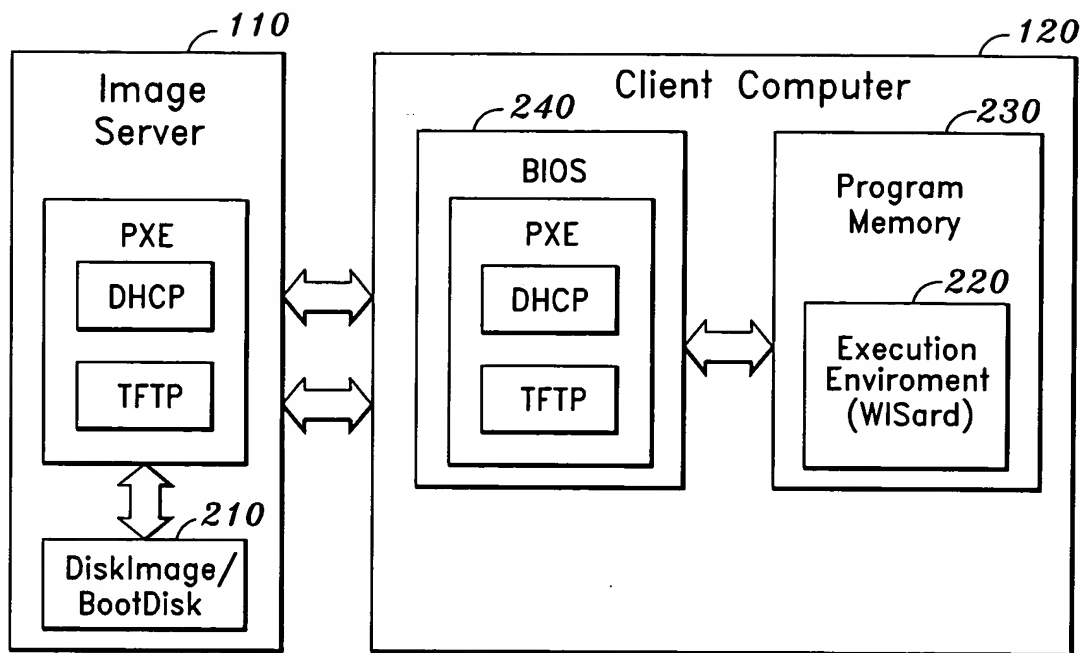 110
Image
Server
PXE
DHCP
TFTP
210
DiskImage/
BootDisk
120
Client Computer
240
BIOS
PXE
DHCP
TFTP
230
Program
Memory
220
Execution
Enviroment
(WISard)